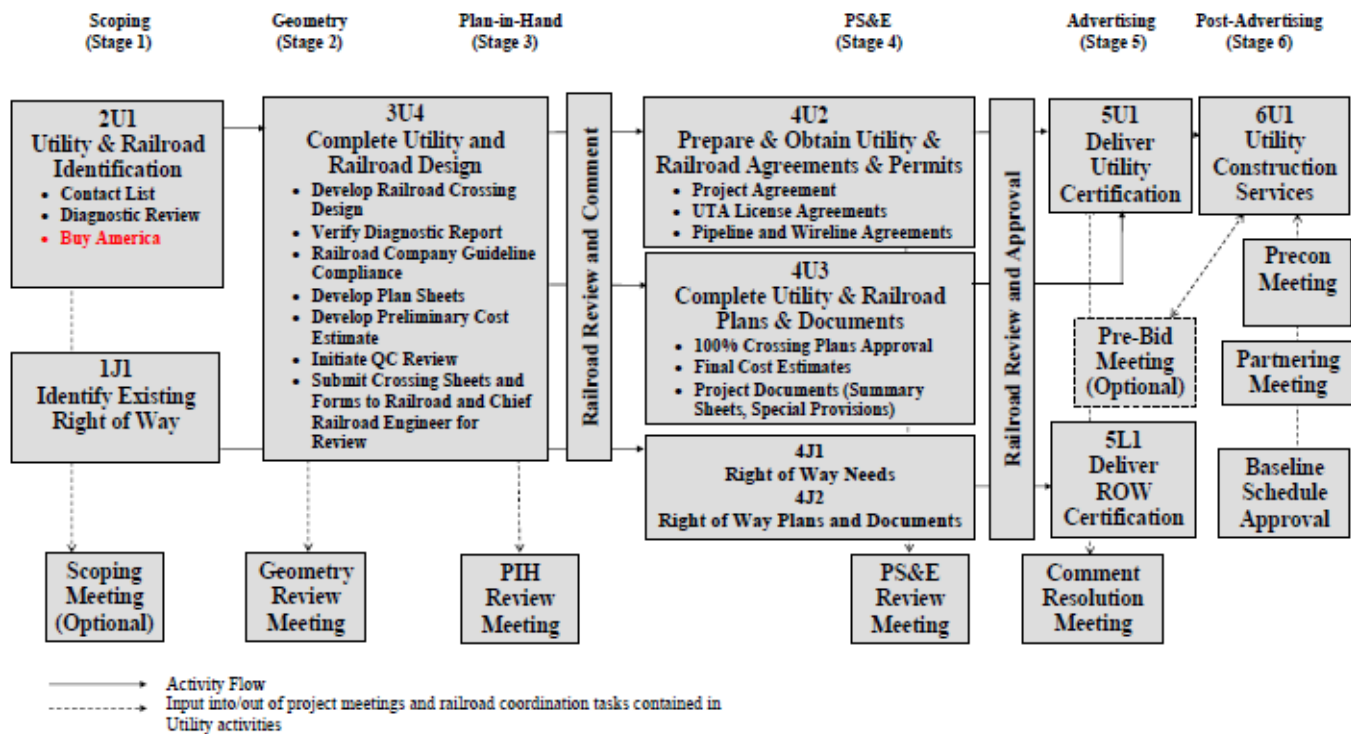 Scoping
(Stage 1)
Geometry
(Stage 2)
Plan-in-Hand
(Stage 3)
PS&E
(Stage 4)
Advertising
(Stage 5)
Post-Advertising
(Stage 6)
2U1
Utility & Railroad
Identification
• Contact List
• Diagnostic Review
• Buy America
1J1
Identify Existing
Right of Way
Scoping
Meeting
(Optional)
3U4
Complete Utility and
Railroad Design
• Develop Railroad Crossing
Design
• Verify Diagnostic Report
• Railroad Company Guideline
Compliance
• Develop Plan Sheets
• Develop Preliminary Cost
Estimate
• Initiate QC Review
• Submit Crossing Sheets and
Forms to Railroad and Chief
Railroad Engineer for
Review
Geometry
Review
Meeting
Railroad Review and Comment
PIH
Review
Meeting
4U2
Prepare & Obtain Utility &
Railroad Agreements & Permits
• Project Agreement
• UTA License Agreements
• Pipeline and Wireline Agreements
4U3
Complete Utility & Railroad
Plans & Documents
• 100% Crossing Plans Approval
• Final Cost Estimates
• Project Documents (Summary
Sheets, Special Provisions)
4J1
Right of Way Needs
4J2
Right of Way Plans and Documents
PS&E
Review
Meeting
Railroad Review and Approval
5U1
Deliver
Utility
Certification
Pre-Bid
Meeting
(Optional)
5L1
Deliver
ROW
Certification
Comment
Resolution
Meeting
6U1
Utility
Construction
Services
Precon
Meeting
Partnering
Meeting
Baseline
Schedule
Approval
Activity Flow
Input into/out of project meetings and railroad coordination tasks contained in
Utility activities